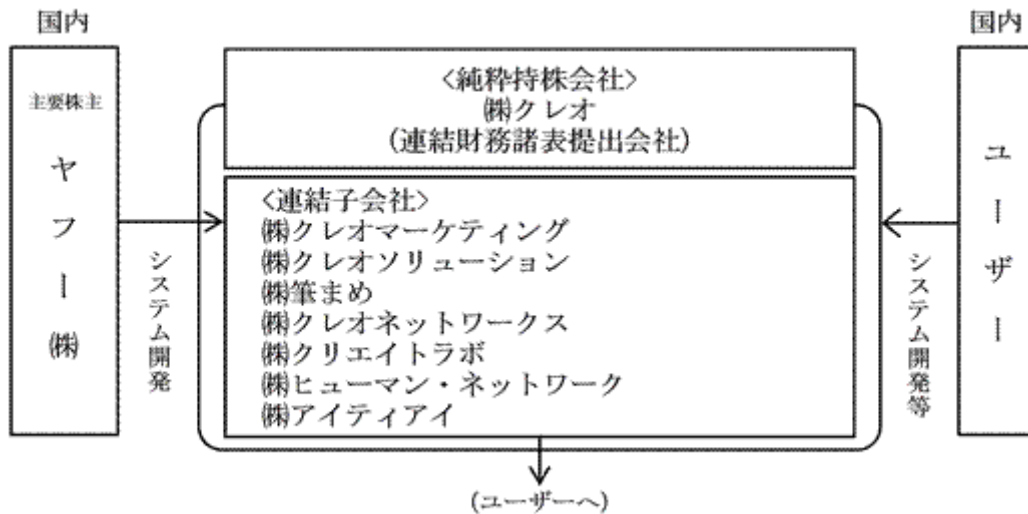 国内
主要株主
ヤフー㈱
システム開発
<純粋持株会社>
㈱クレオ
(連結財務諸表提出会社)
<連結子会社>
㈱クレオマーケティング
㈱クレオソリューション
㈱筆まめ
㈱クレオネットワークス
㈱クリエイトラボ
㈱ヒューマン・ネットワーク
㈱アイティアイ
(ユーザーへ)
国内
ユーザー
システム開発等